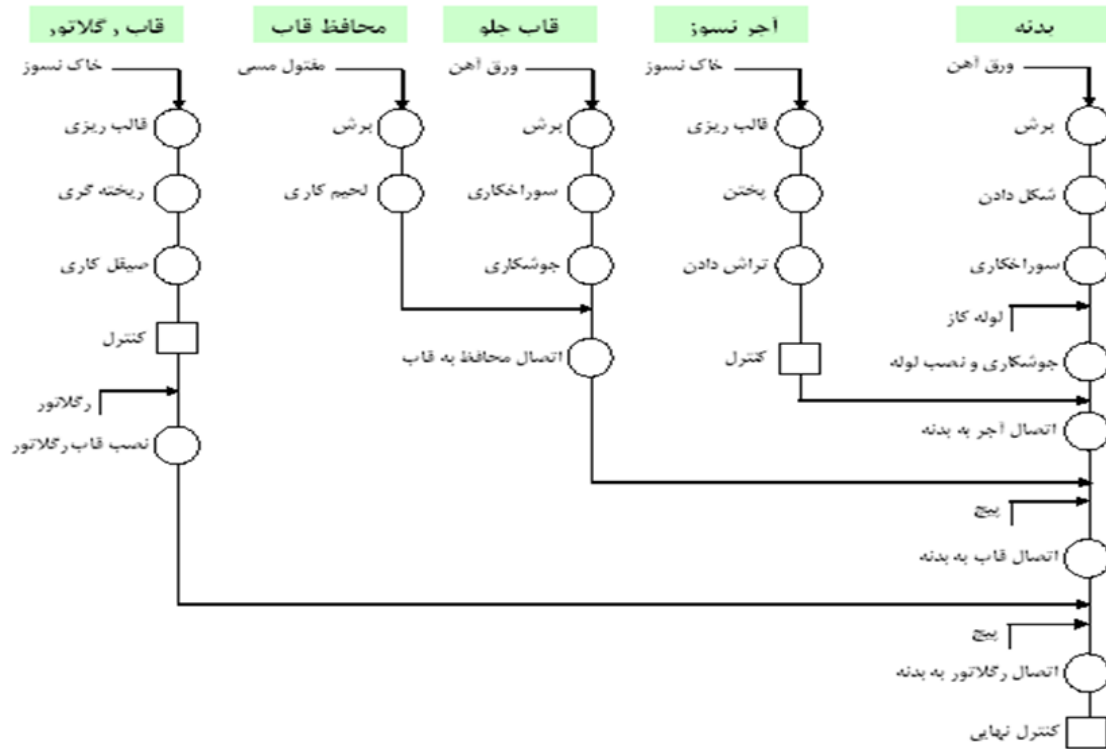 بدنه
آجر نسوز
قاب جلو
محافظ قاب
قاب رگلاتور
ورق آهن
خاک نسوز
ورق آهن
مفتول مسی
خاک نسوز
برش
قالب ریزی
برش
برش
قالب ریزی
شکل دادن
پختن
سوراخکاری
لحیم کاری
ریخته گری
سوراخکاری
تراش دادن
جوشکاری
صیقل کاری
لوله گاز
کنترل
جوشکاری و نصب لوله
کنترل
اتصال محافظ به قاب
رگلاتور
اتصال آجر به بدنه
نصب قاب رگلاتور
پیچ
اتصال قاب به بدنه
پیچ
اتصال رگلاتور به بدنه
کنترل نهایی